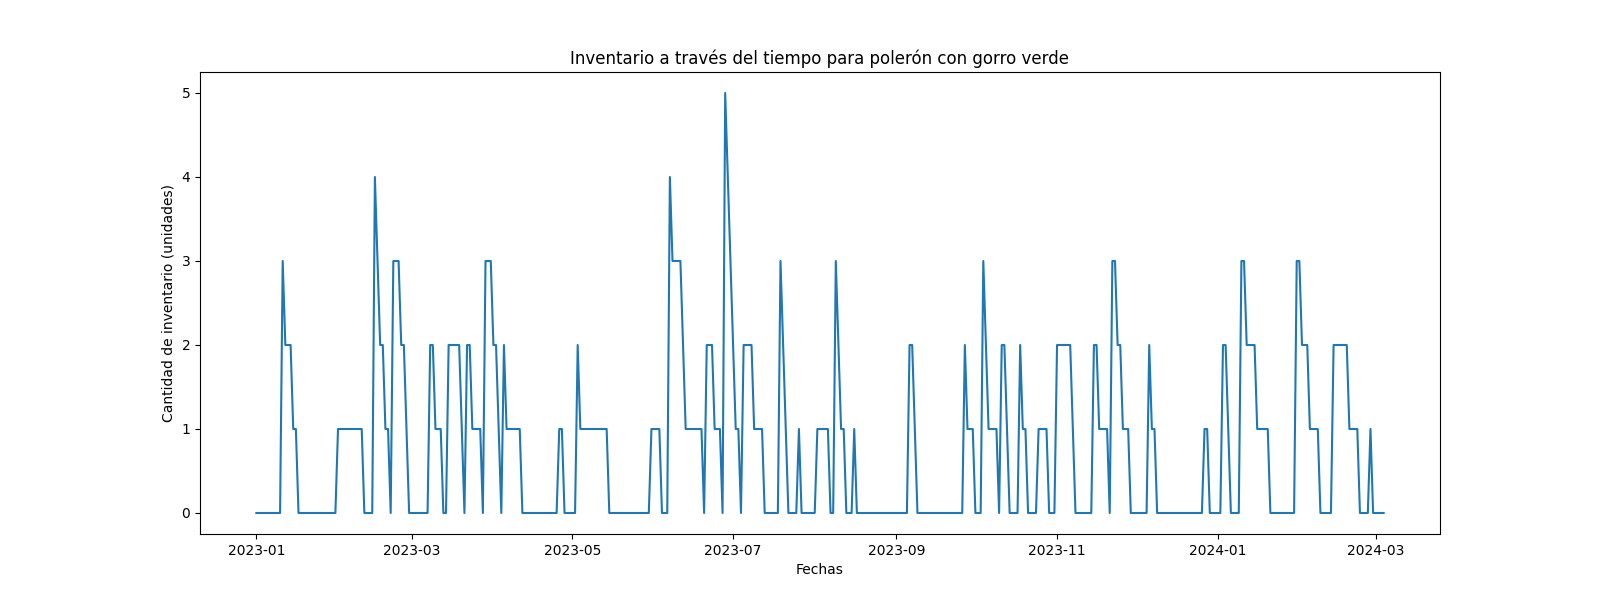 Inventario a través del tiempo para polerón con gorro verde
Cantidad de inventario (unidades)
5
4
3
2
1
0
2023-01 2023-03 2023-05 2023-07 2023-09 2023-11 2024-01 2024-03
Fechas